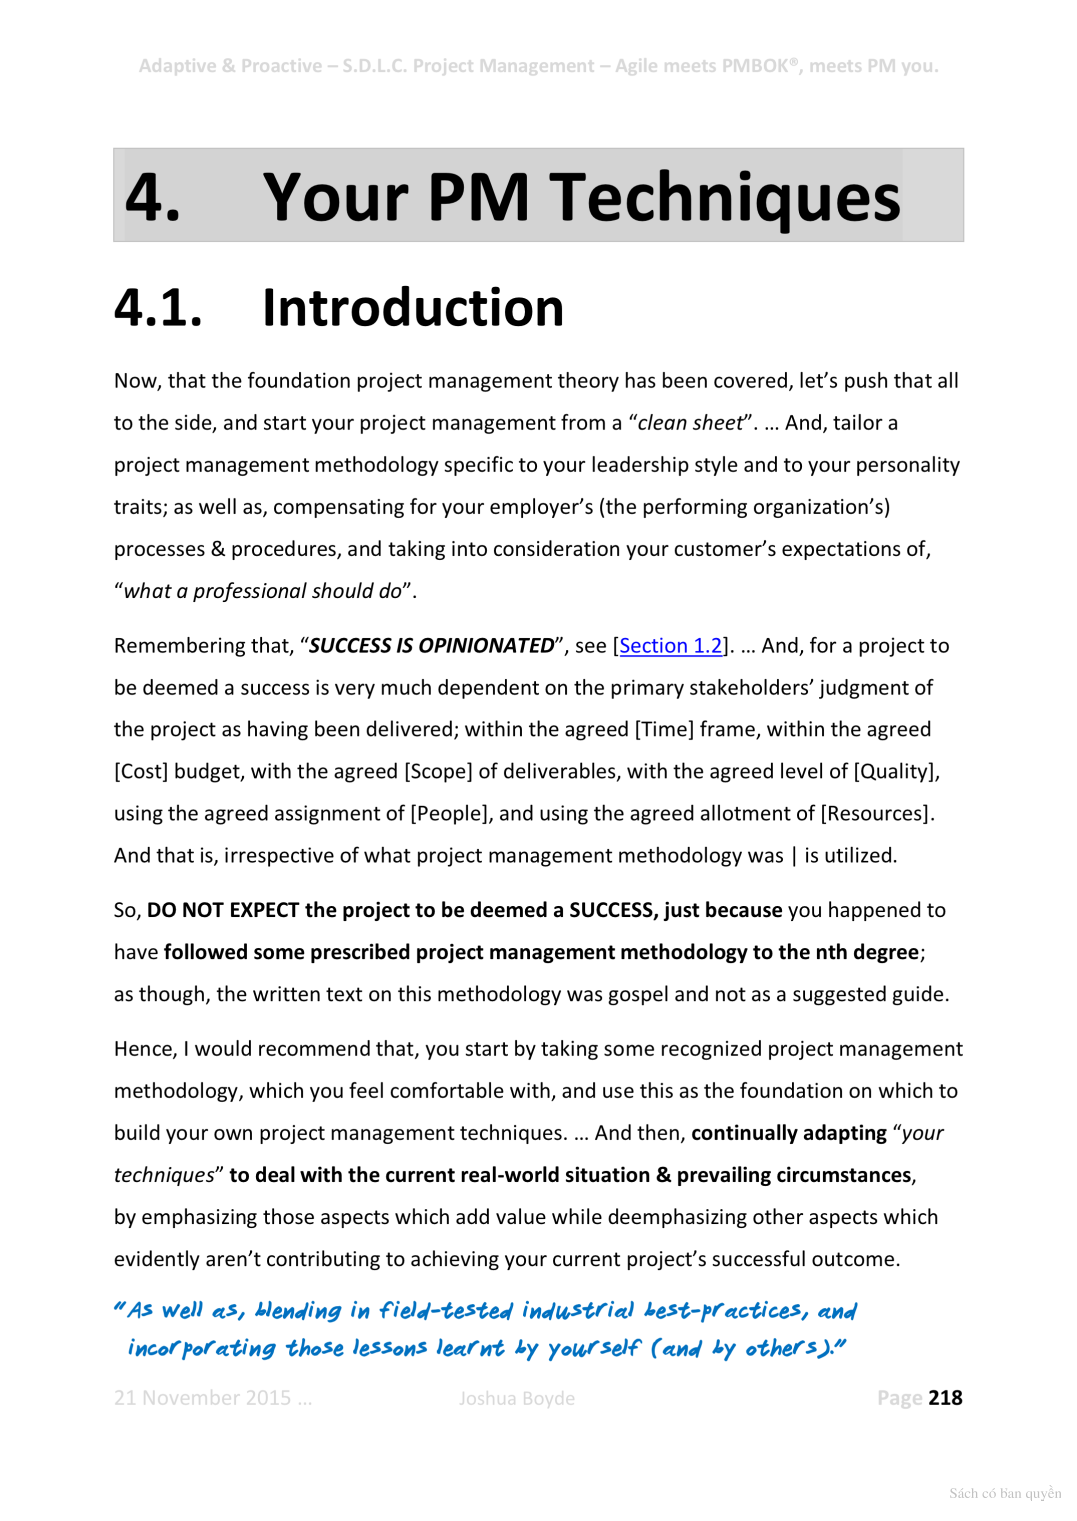 Adaptive & Proactive – S.D.L.C. Project Management – Agile meets PMBOK®, meets PM you.
4. Your PM Techniques
4.1. Introduction
Now, that the foundation project management theory has been covered, let’s push that all
to the side, and start your project management from a “clean sheet”. … And, tailor a
project management methodology specific to your leadership style and to your personality
traits; as well as, compensating for your employer’s (the performing organization’s)
processes & procedures, and taking into consideration your customer’s expectations of,
“what a professional should do”.
Remembering that, “SUCCESS IS OPINIONATED”, see [Section 1.2]. … And, for a project to
be deemed a success is very much dependent on the primary stakeholders’ judgment of
the project as having been delivered; within the agreed [Time] frame, within the agreed
[Cost] budget, with the agreed [Scope] of deliverables, with the agreed level of [Quality],
using the agreed assignment of [People], and using the agreed allotment of [Resources].
And that is, irrespective of what project management methodology was | is utilized.
So, DO NOT EXPECT the project to be deemed a SUCCESS, just because you happened to
have followed some prescribed project management methodology to the nth degree;
as though, the written text on this methodology was gospel and not as a suggested guide.
Hence, I would recommend that, you start by taking some recognized project management
methodology, which you feel comfortable with, and use this as the foundation on which to
build your own project management techniques. … And then, continually adapting “your
techniques” to deal with the current real-world situation & prevailing circumstances,
by emphasizing those aspects which add value while deemphasizing other aspects which
evidently aren’t contributing to achieving your current project’s successful outcome.
“As well as, blending in field-tested industrial best-practices, and
incorporating those lessons learnt by yourself (and by others).”
21 November 2015 … Joshua Boyde Page 218
Sách có bản quyền